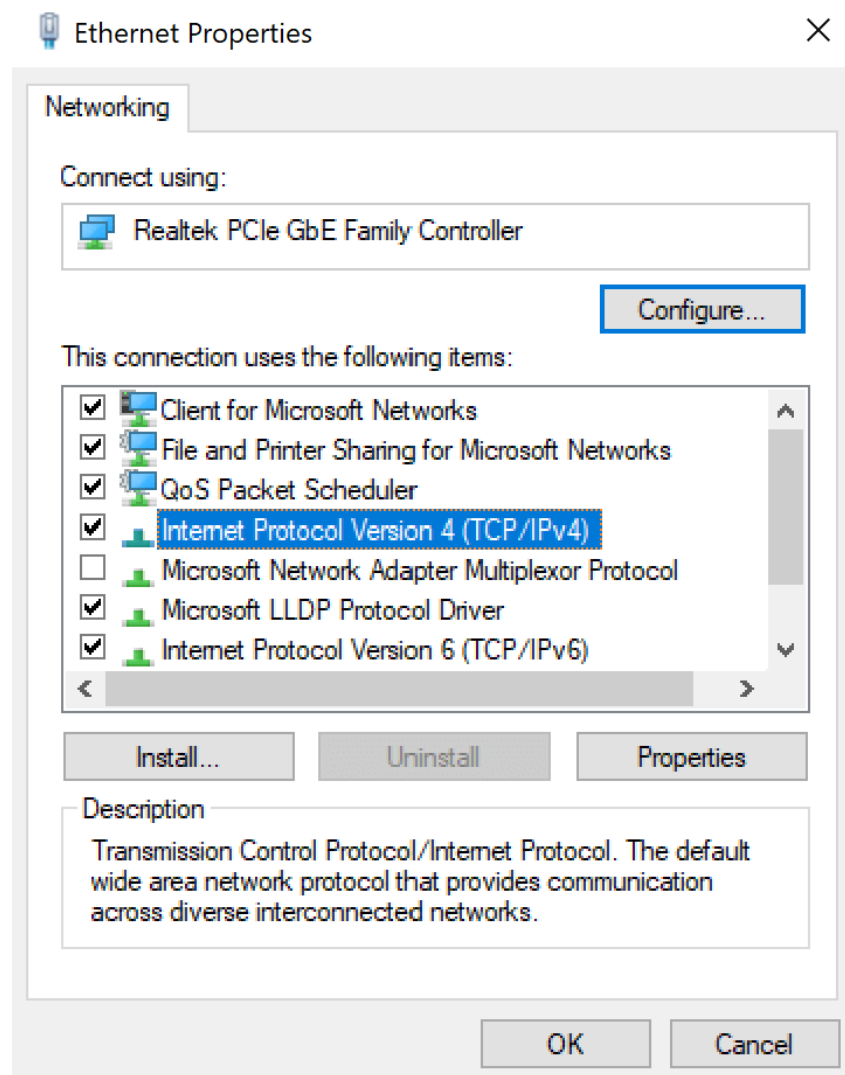 Ethernet Properties
Networking
Connect using:
Realtek PCIe GbE Family Controller
Configure...
This connection uses the following items:
Client for Microsoft Networks
File and Printer Sharing for Microsoft Networks
QoS Packet Scheduler
Internet Protocol Version 4 (TCP/IPv4)
Microsoft Network Adapter Multiplexor Protocol
Microsoft LLDP Protocol Driver
Internet Protocol Version 6 (TCP/IPv6)
Install...
Uninstall
Properties
Description
Transmission Control Protocol/Internet Protocol. The default
wide area network protocol that provides communication
across diverse interconnected networks.
OK
Cancel